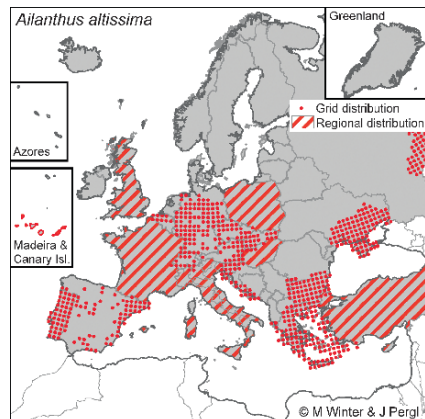 Ailanthus altissima
Greenland
Grid distribution
Regional distribution
Azores
Madeira &
Canary Isl.
© M Winter & J Pergl